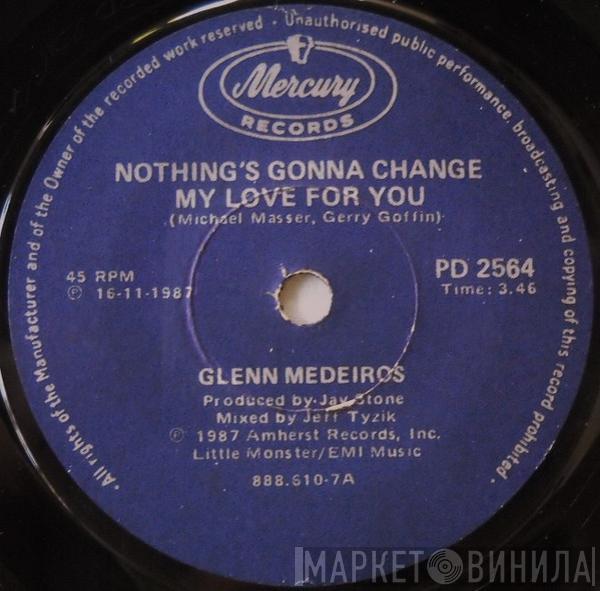 · All rights of the Manufacturer and of the Owner of the recorded work reserved · Unauthorised public performance, broadcasting and copying of this record prohibited ·
Mercury
RECORDS
NOTHING'S GONNA CHANGE
MY LOVE FOR YOU
(Michael Masser, Gerry Goffin)
45 RPM
℗ 16-11-1987
PD 2564
Time: 3.46
GLENN MEDEIROS
Produced by Jay Stone
Mixed by Jeff Tyzik
℗ 1987 Amherst Records, Inc.
Little Monster/EMI Music
888.610-7A
МАРКЕТ ВИНИЛА